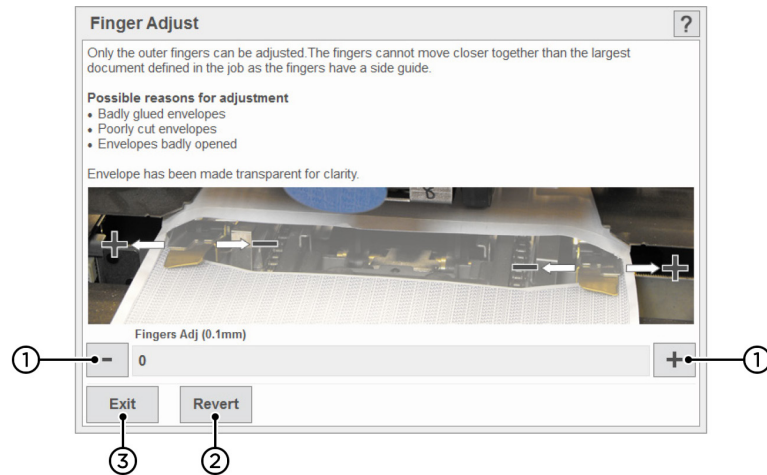 Finger Adjust
?
Only the outer fingers can be adjusted.The fingers cannot move closer together than the largest
document defined in the job as the fingers have a side guide.
Possible reasons for adjustment
• Badly glued envelopes
• Poorly cut envelopes
• Envelopes badly opened
Envelope has been made transparent for clarity.
8
+ - - +
Fingers Adj (0.1mm)
1 - 0 + 1
Exit Revert
3 2